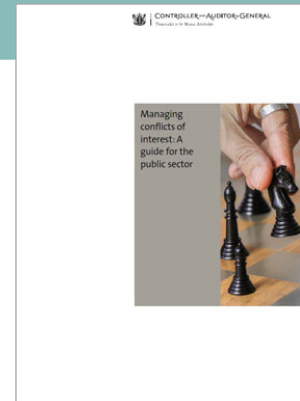 CONTROLLER AND AUDITOR-GENERAL
Tumuaki o te Mana Arotake
Managing
conflicts of
interest: A
guide for the
public sector